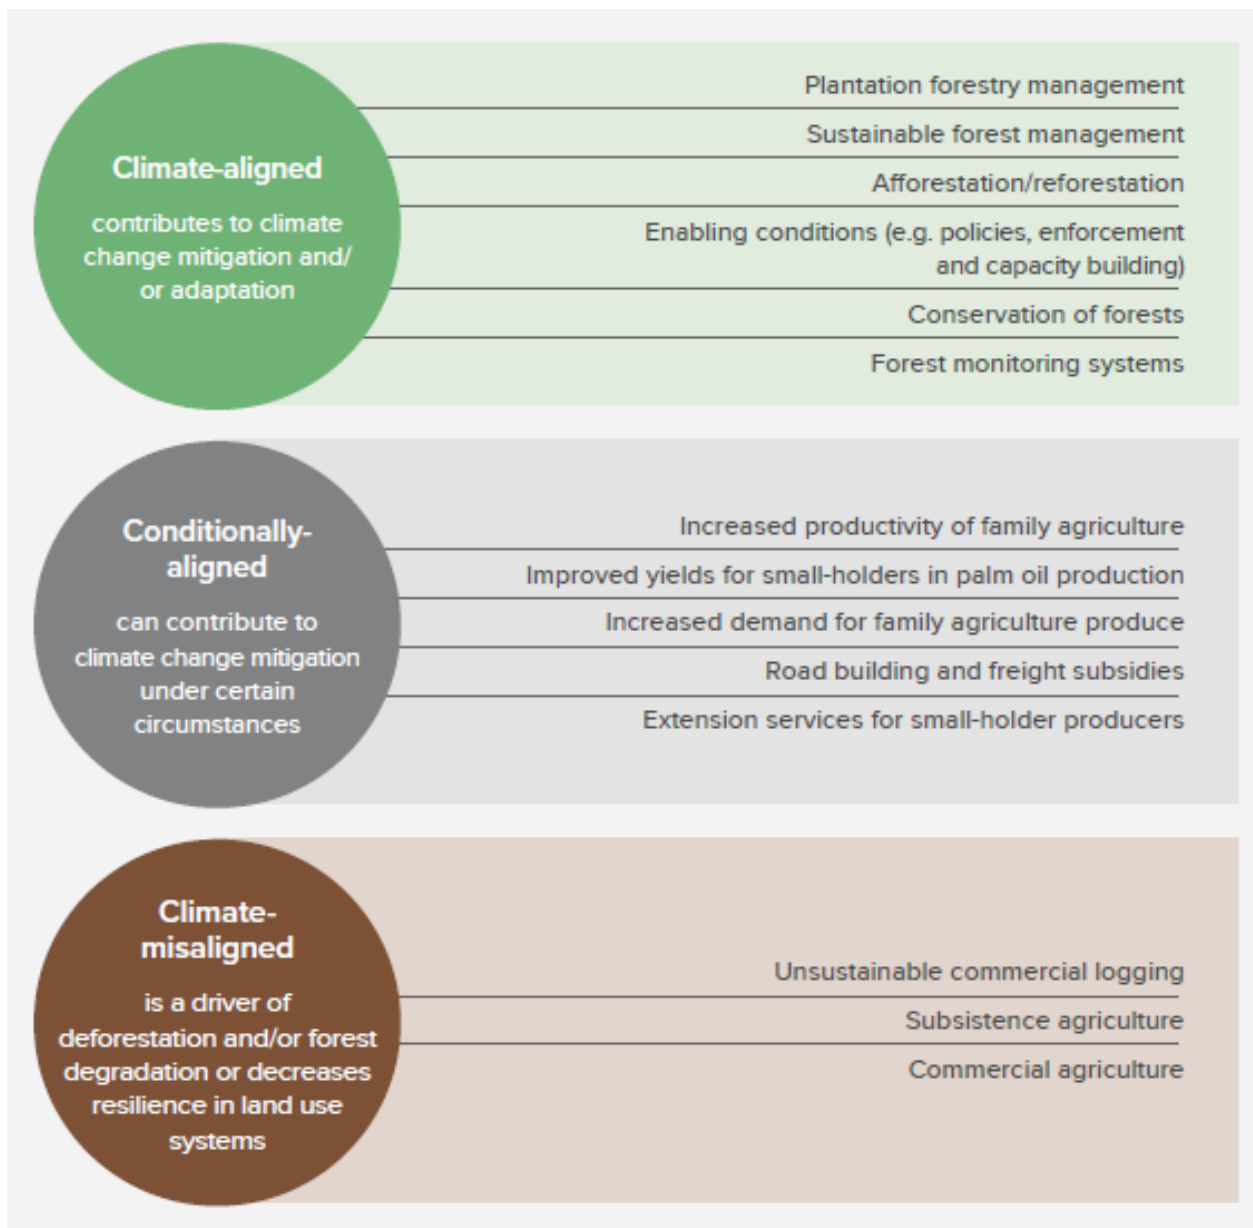 Climate-aligned
contributes to climate
change mitigation and/
or adaptation
Plantation forestry management
Sustainable forest management
Afforestation/reforestation
Enabling conditions (e.g. policies, enforcement
and capacity building)
Conservation of forests
Forest monitoring systems
Conditionally-
aligned
can contribute to
climate change mitigation
under certain
circumstances
Increased productivity of family agriculture
Improved yields for small-holders in palm oil production
Increased demand for family agriculture produce
Road building and freight subsidies
Extension services for small-holder producers
Climate-
misaligned
is a driver of
deforestation and/or forest
degradation or decreases
resilience in land use
systems
Unsustainable commercial logging
Subsistence agriculture
Commercial agriculture